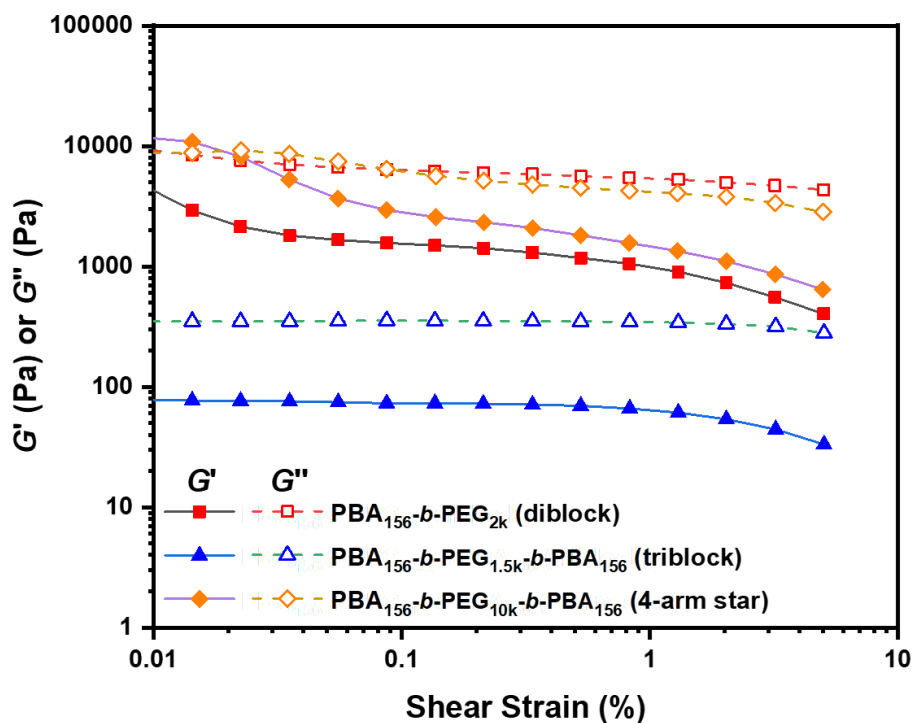 100000
10000
1000
100
10
1
G' (Pa) or G'' (Pa)
G' G''
PBA156-b-PEG2k (diblock)
PBA156-b-PEG1.5k-b-PBA156 (triblock)
PBA156-b-PEG10k-b-PBA156 (4-arm star)
0.01 0.1 1 10
Shear Strain (%)